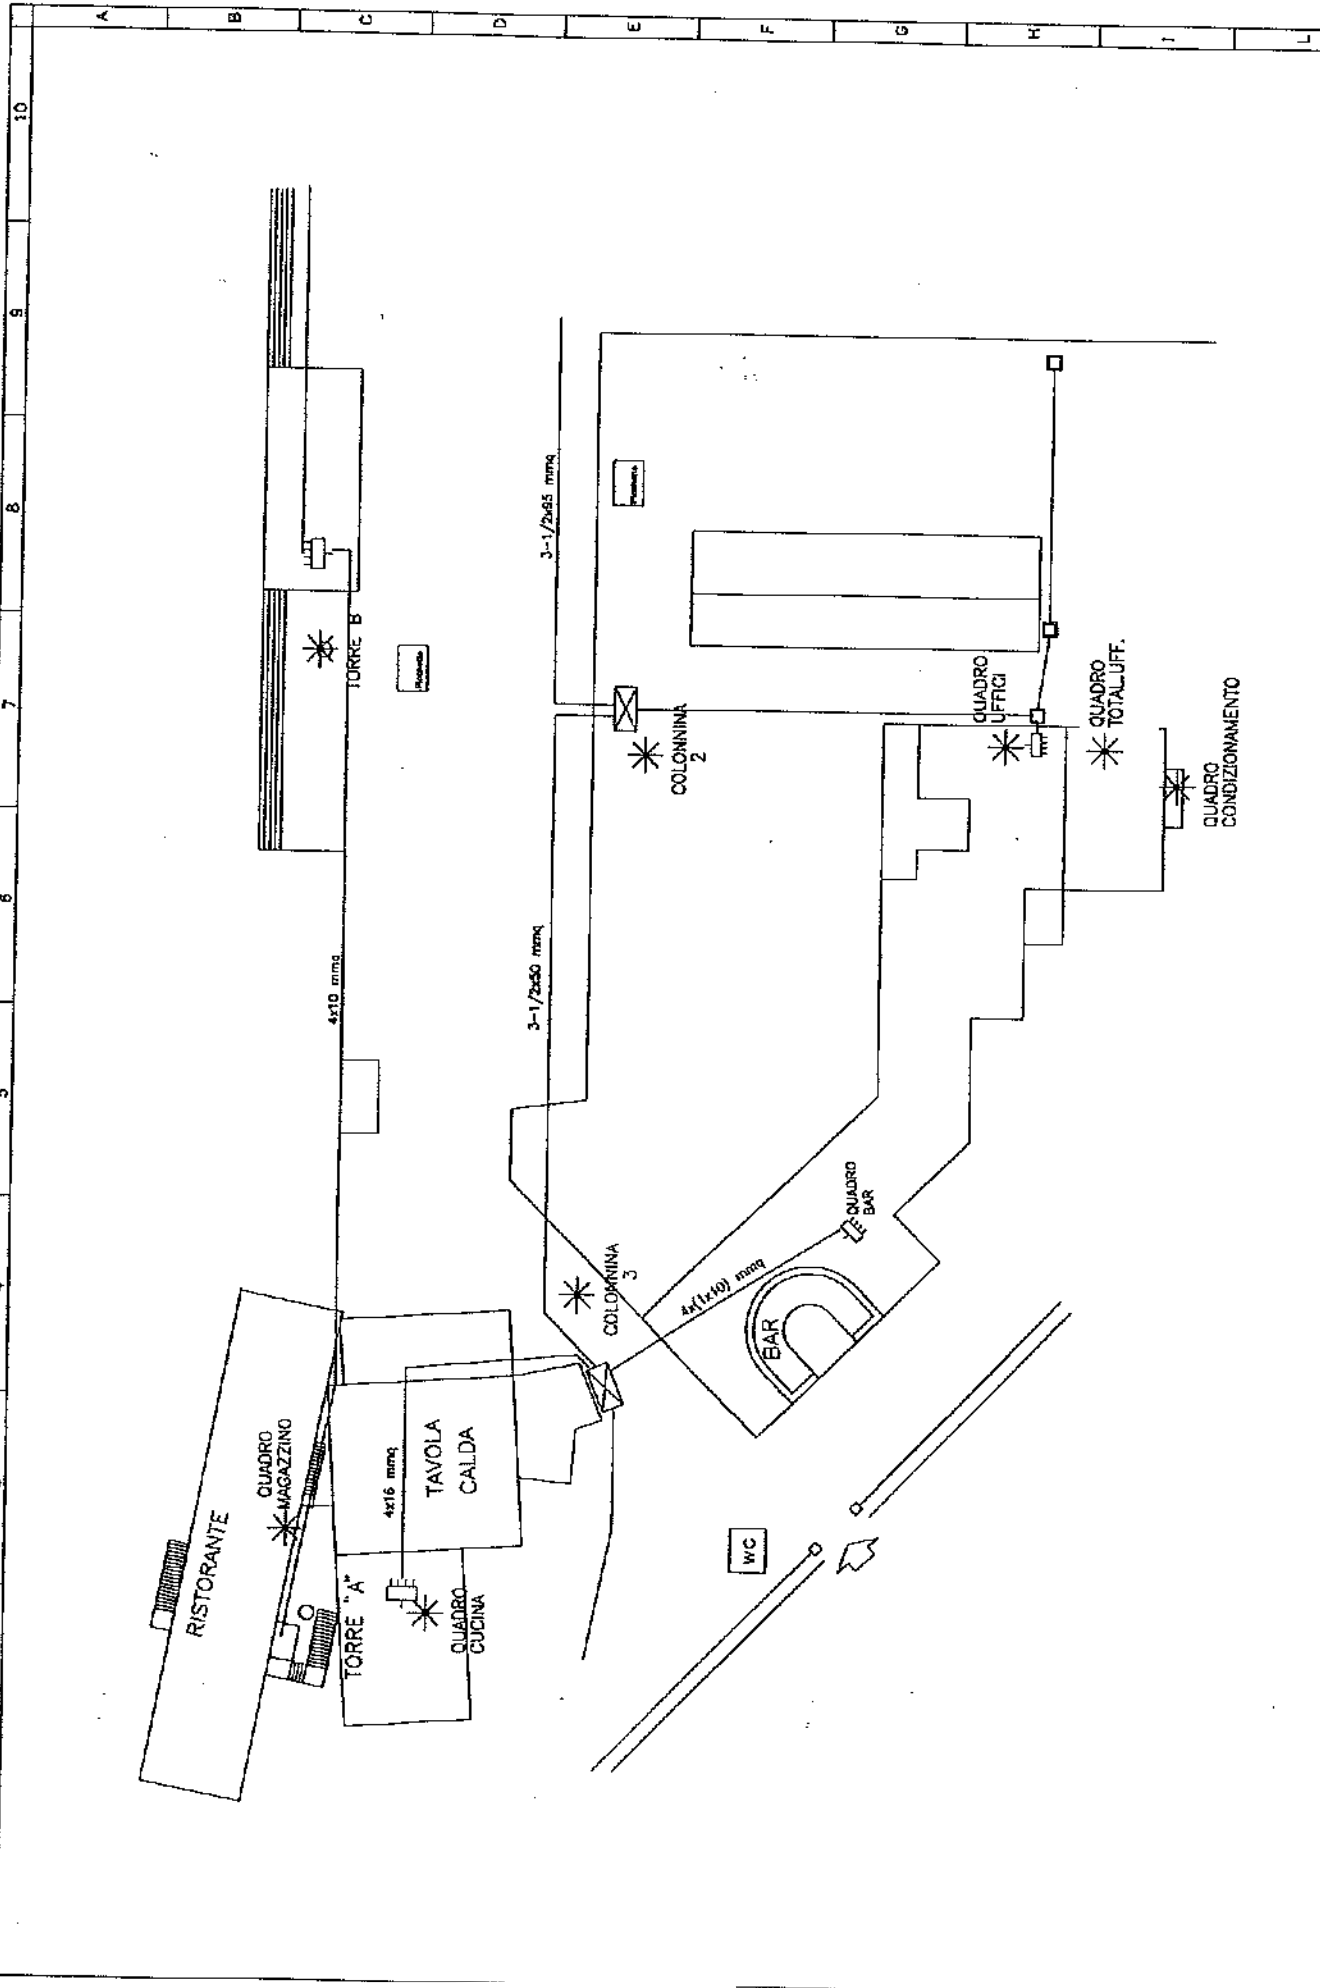 A
B
C
D
E
F
G
H
I
L
10
9
8
7
6
5
RISTORANTE
QUADRO
MAGAZZINO
TORRE "A"
QUADRO
CUCINA
4x16 mmq
TAVOLA
CALDA
4x10 mmq
TORRE B
3-1/2x50 mmq
3-1/2x95 mmq
COLONNINA
2
COLONNINA
3
4x(1x10) mmq
BAR
QUADRO
BAR
WC
QUADRO
UFFICI
QUADRO
TOTAL.UFF.
QUADRO
CONDIZIONAMENTO